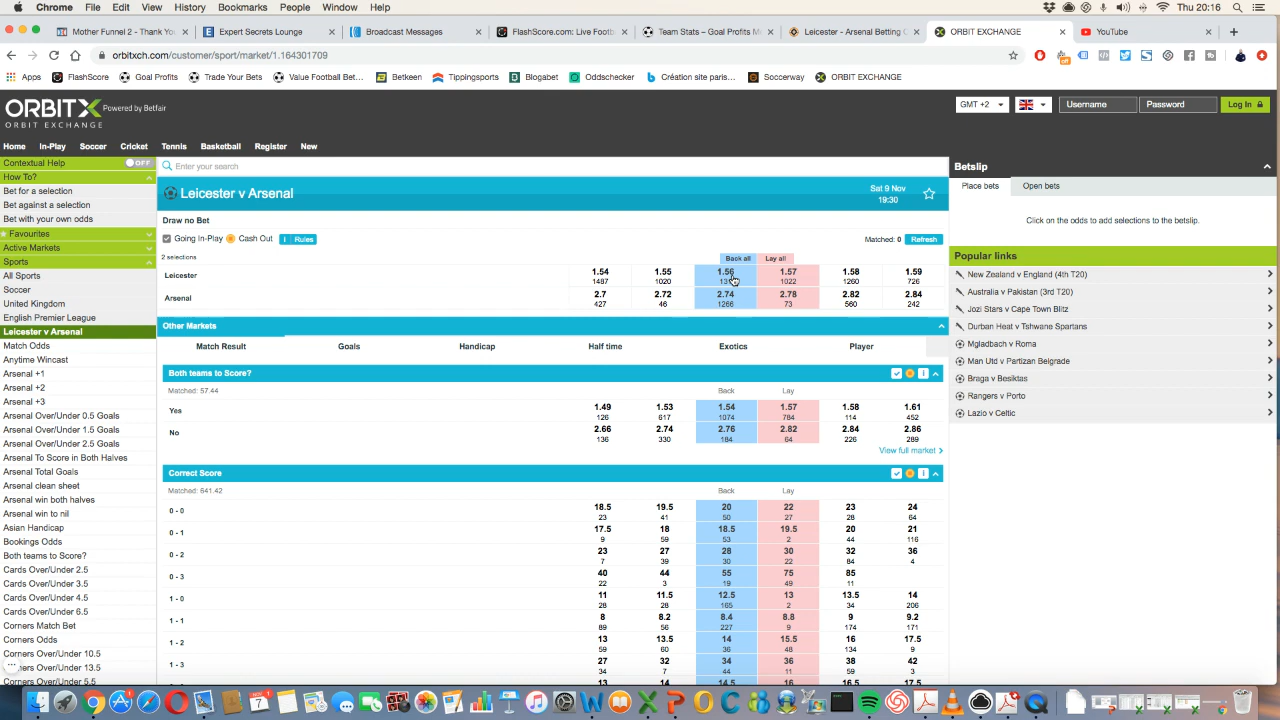 Chrome File Edit View History Bookmarks People Window Help Thu 20:16
Mother Funnel 2 - Thank You Expert Secrets Lounge Broadcast Messages FlashScore.com: Live Footb Team Stats – Goal Profits M Leicester - Arsenal Betting ORBIT EXCHANGE YouTube
orbitxch.com/customer/sport/market/1.164301709
Apps FlashScore Goal Profits Trade Your Bets Value Football Bet... Betkeen Tippingsports Blogabet Oddschecker Création site paris... Soccerway ORBIT EXCHANGE
ORBITX Powered by Betfair
ORBIT EXCHANGE
GMT +2 Username Password Log In
Home In-Play Soccer Cricket Tennis Basketball Register New
Contextual Help OFF
How To?
Bet for a selection
Bet against a selection
Bet with your own odds
Favourites
Active Markets
Sports
All Sports
Soccer
United Kingdom
English Premier League
Leicester v Arsenal
Match Odds
Anytime Winner
Arsenal +1
Arsenal +2
Arsenal +3
Arsenal Over/Under 0.5 Goals
Arsenal Over/Under 1.5 Goals
Arsenal Over/Under 2.5 Goals
Arsenal To Score in Both Halves
Arsenal Total Goals
Arsenal clean sheet
Arsenal win both halves
Arsenal win to nil
Asian Handicap
Bookings Odds
Both teams to Score?
Cards Over/Under 2.5
Cards Over/Under 3.5
Cards Over/Under 4.5
Cards Over/Under 6.5
Corners Match Bet
Corners Odds
Corners Over/Under 10.5
Corners Over/Under 13.5
Enter your search
Leicester v Arsenal Sat 9 Nov
19:30
Draw no Bet
Going In-Play Cash Out Rules Matched: 0 Refresh
2 selections Back all Lay all
Leicester 1.54 1.55 1.56 1.57 1.58 1.59
1487 1020 1022 1260 726
Arsenal 2.7 2.72 2.74 2.78 2.82 2.84
427 46 1266 73 560 242
Other Markets
Match Result Goals Handicap Half time Exotics Player
Both teams to Score?
Matched: 57.44 Back Lay
Yes 1.49 1.53 1.54 1.57 1.58 1.61
126 617 1074 784 114 452
No 2.66 2.74 2.76 2.82 2.84 2.86
136 330 184 64 226 289
View full market
Correct Score
Matched: 641.42 Back Lay
0 - 0 18.5 19.5 20 22 23 24
23 41 50 27 28 64
0 - 1 17.5 18 18.5 19.5 20 21
9 59 53 2 44 116
0 - 2 23 27 28 30 32 36
7 39 30 22 84 4
0 - 3 40 44 55 75 85
22 3 19 49 11
1 - 0 11 11.5 12.5 13 13.5 14
28 28 165 2 34 206
1 - 1 8 8.2 8.4 8.8 9 9.2
89 56 227 9 174 171
1 - 2 13 13.5 14 15.5 16 17.5
59 60 36 48 134 9
1 - 3 27 32 34 36 38 42
34 7 44 11 59 3
13 14 14.5 16 16.5 17.5
Betslip
Place bets Open bets
Click on the odds to add selections to the betslip.
Popular links
New Zealand v England (4th T20)
Australia v Pakistan (3rd T20)
Jozi Stars v Cape Town Blitz
Durban Heat v Tshwane Spartans
Mgladbach v Roma
Man Utd v Partizan Belgrade
Braga v Besiktas
Rangers v Porto
Lazio v Celtic